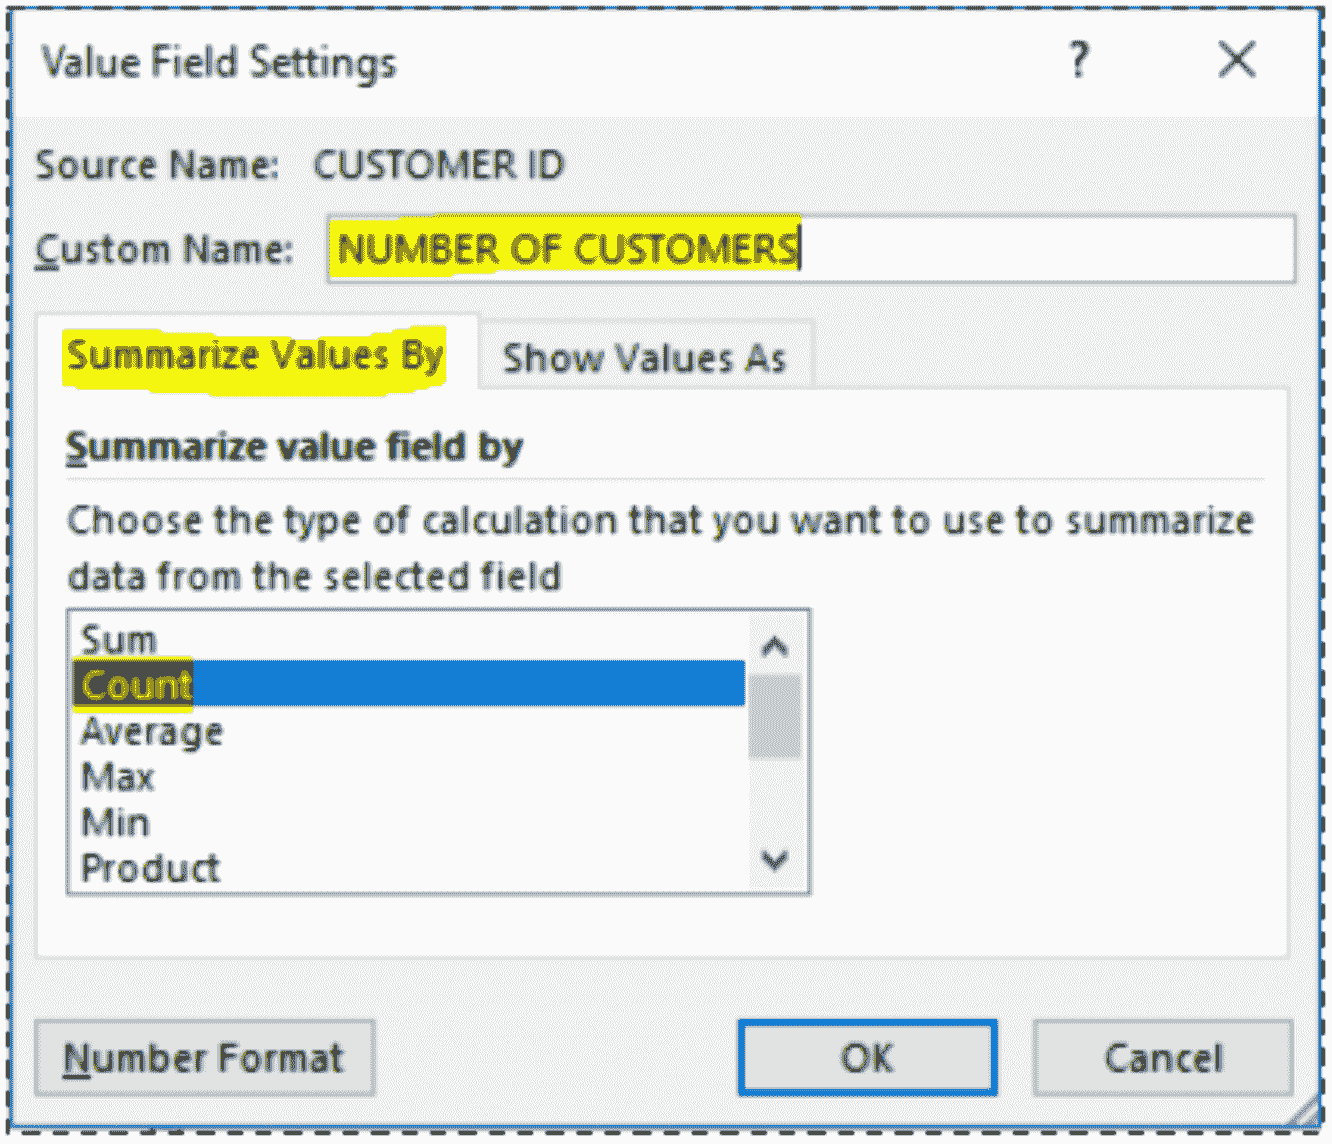 Value Field Settings ?
Source Name: CUSTOMER ID
Custom Name: NUMBER OF CUSTOMERS
Summarize Values By Show Values As
Summarize value field by
Choose the type of calculation that you want to use to summarize
data from the selected field
Sum
Count
Average
Max
Min
Product
Number Format OK Cancel